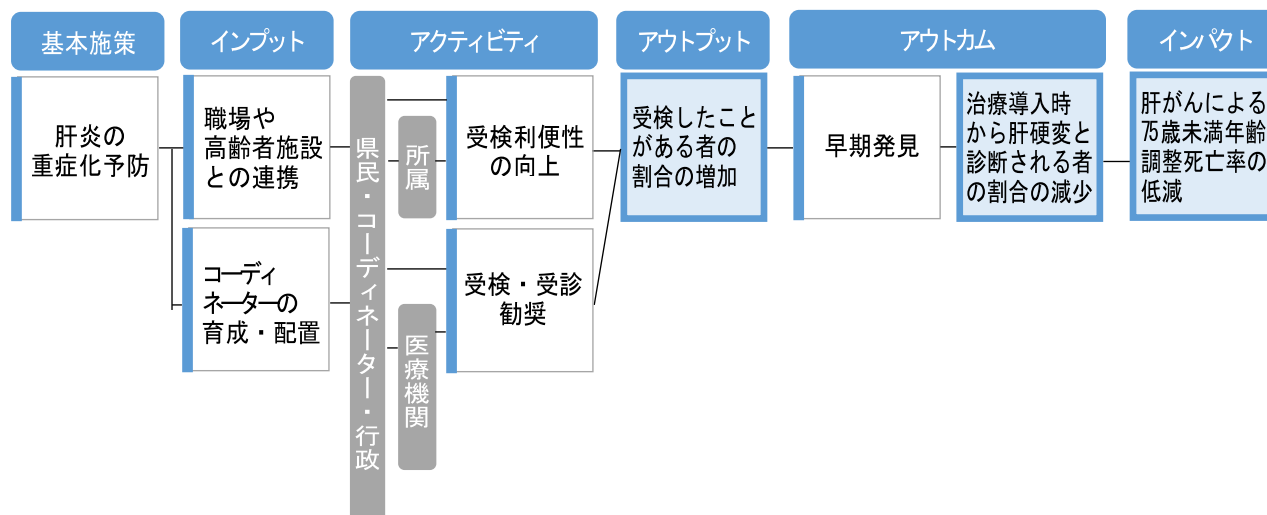 基本施策
インプット
アクティビティ
アウトプット
アウトカム
インパクト
肝炎の
重症化予防
職場や
高齢者施設
との連携
コーディ
ネーターの
育成・配置
県民・コーディネーター・行政
所属
医療機関
受検利便性
の向上
受検・受診
勧奨
受検したこと
がある者の
割合の増加
早期発見
治療導入時
から肝硬変と
診断される者
の割合の減少
肝がんによる
75歳未満年齢
調整死亡率の
低減